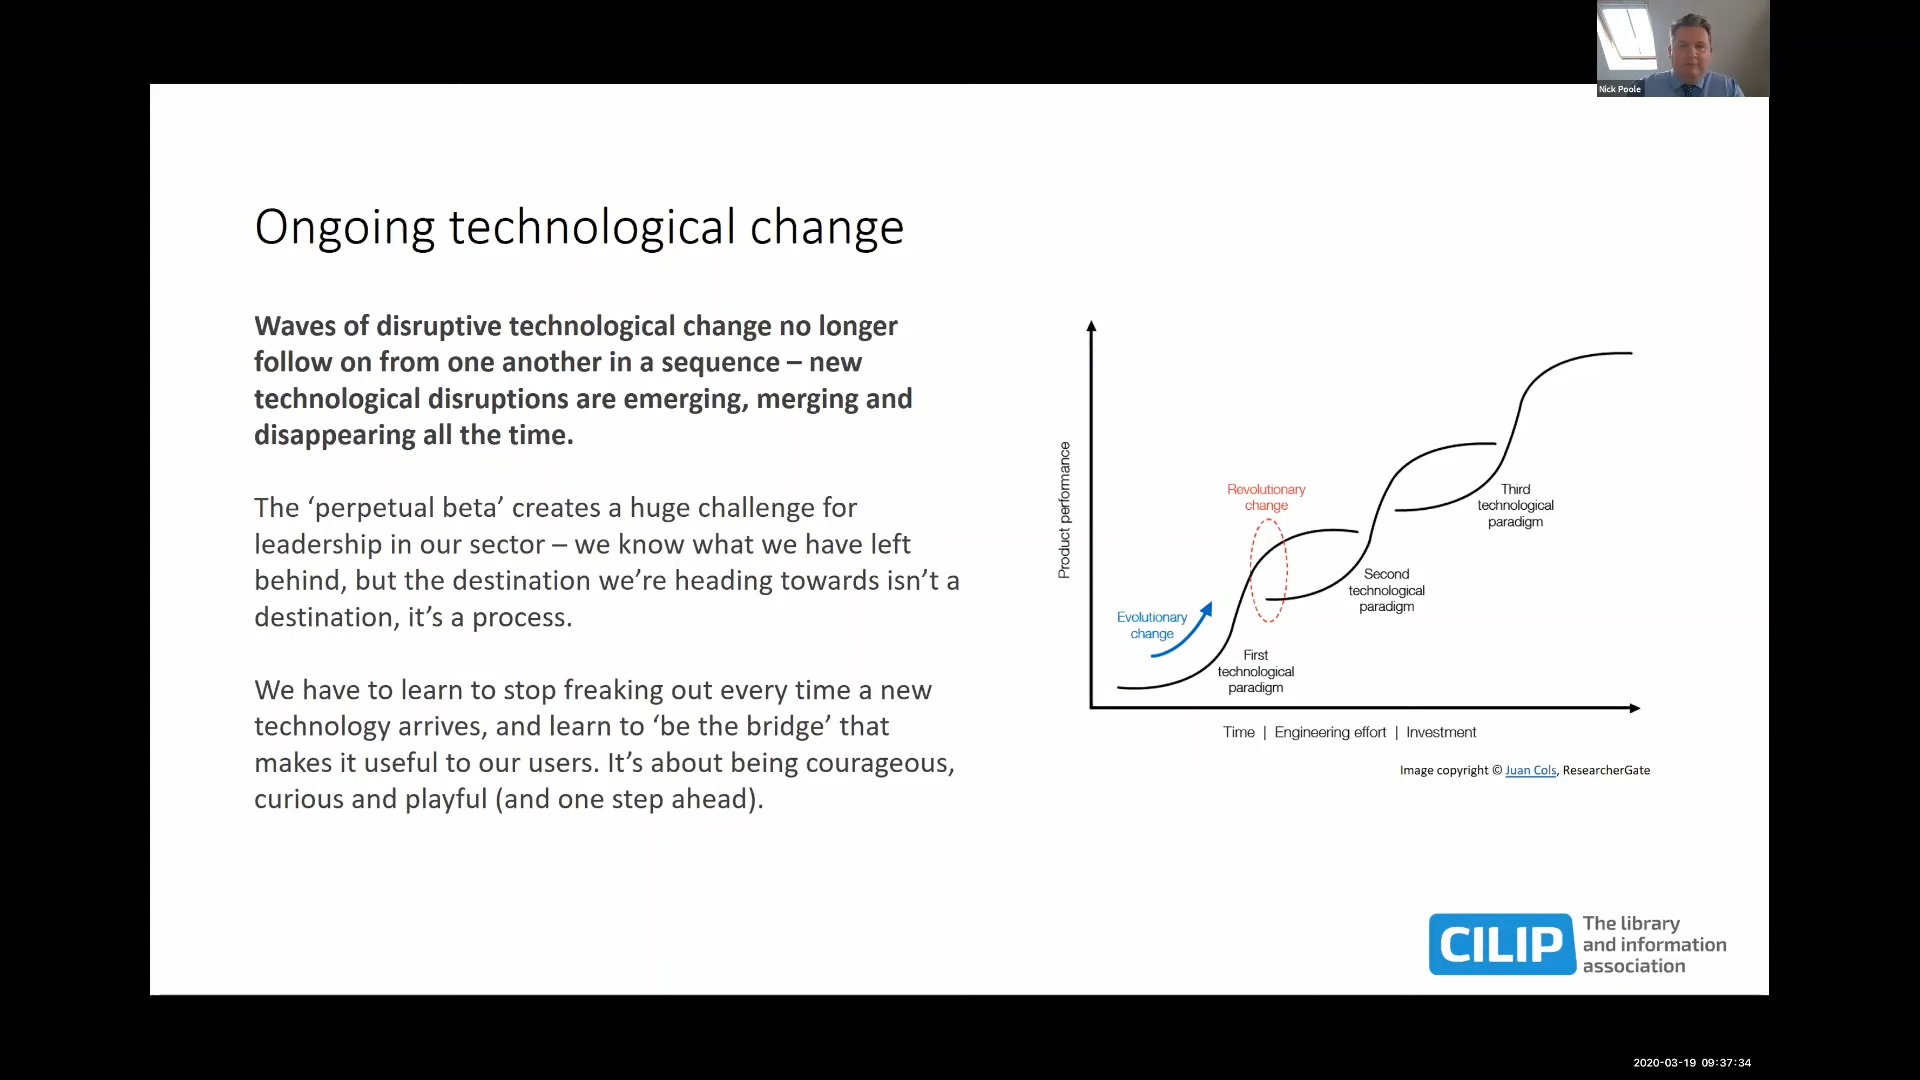 Nick Poole
Ongoing technological change
Waves of disruptive technological change no longer
follow on from one another in a sequence – new
technological disruptions are emerging, merging and
disappearing all the time.
The ‘perpetual beta’ creates a huge challenge for
leadership in our sector – we know what we have left
behind, but the destination we’re heading towards isn’t a
destination, it’s a process.
We have to learn to stop freaking out every time a new
technology arrives, and learn to ‘be the bridge’ that
makes it useful to our users. It’s about being courageous,
curious and playful (and one step ahead).
Product performance
Revolutionary
change
Evolutionary
change
First
technological
paradigm
Second
technological
paradigm
Third
technological
paradigm
Time | Engineering effort | Investment
Image copyright © Juan Cols, ResearcherGate
CILIP
The library
and information
association
2020-03-19 09:37:34